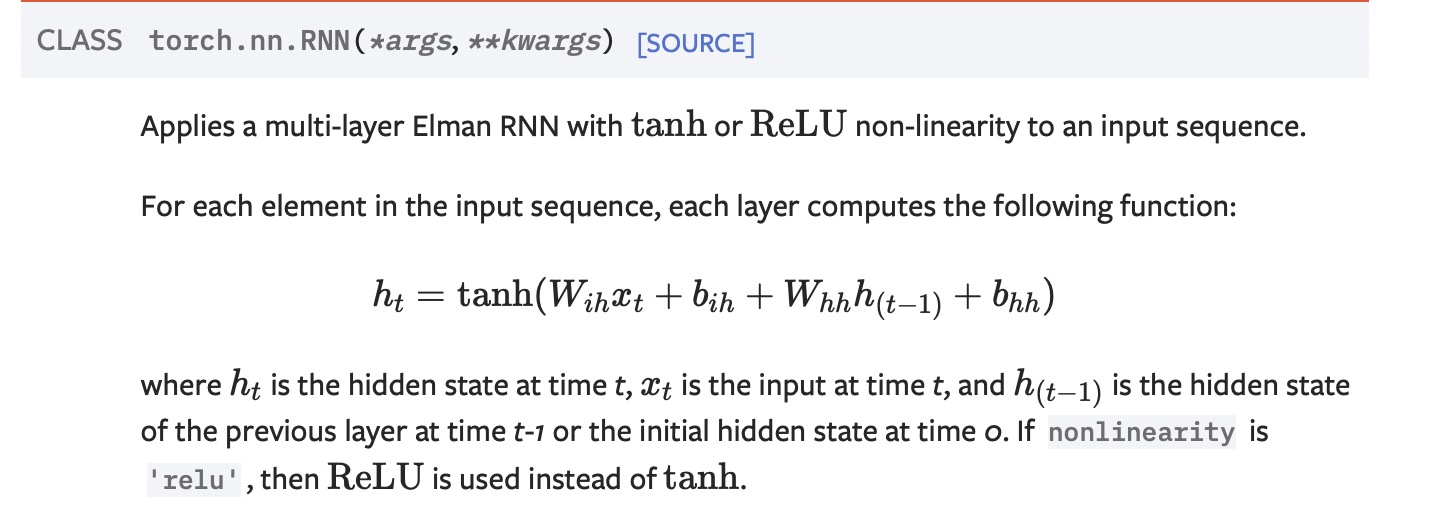 CLASS torch.nn.RNN(*args, **kwargs) [SOURCE]
Applies a multi-layer Elman RNN with tanh or ReLU non-linearity to an input sequence.
For each element in the input sequence, each layer computes the following function:
h_t = tanh(W_{ih}x_t + b_{ih} + W_{hh}h_{(t−1)} + b_{hh})
where h_t is the hidden state at time t, x_t is the input at time t, and h_{(t−1)} is the hidden state
of the previous layer at time t-1 or the initial hidden state at time 0. If nonlinearity is
'relu', then ReLU is used instead of tanh.